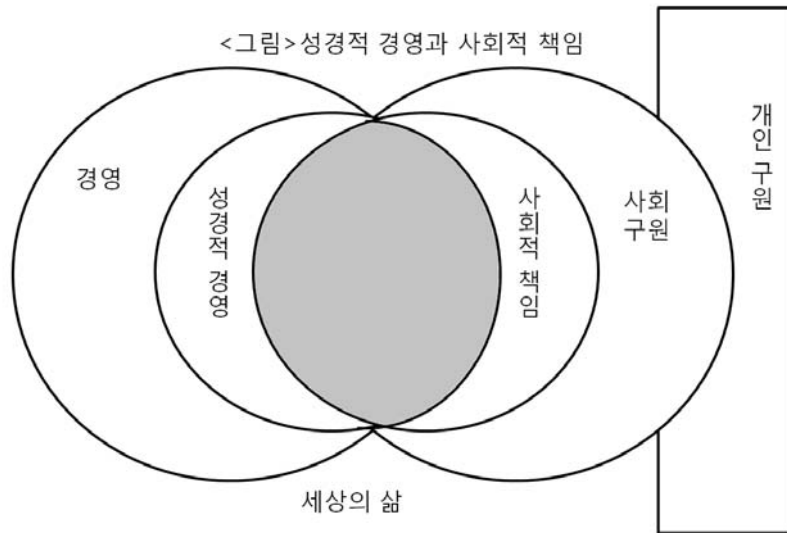 <그림>성경적 경영과 사회적 책임
경영
성경적 경영
사회적 책임
사회
구원
개인 구원
세상의 삶